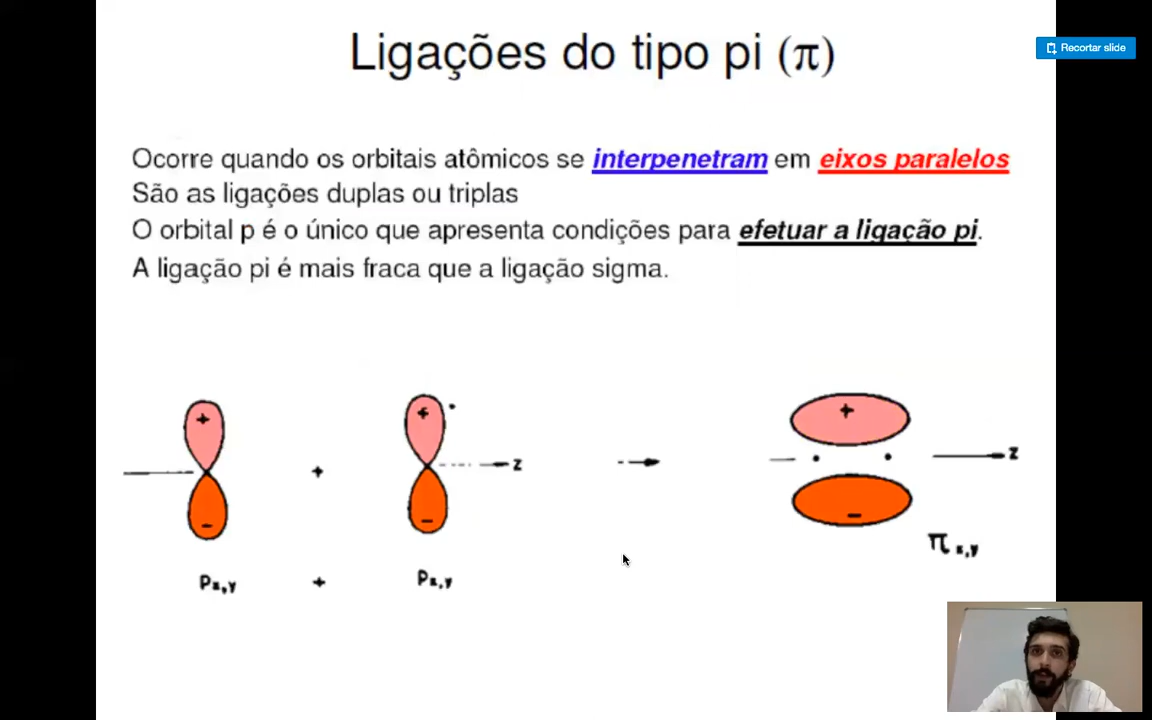 Ligações do tipo pi (π)
Recortar slide
Ocorre quando os orbitais atômicos se interpenetram em eixos paralelos
São as ligações duplas ou triplas
O orbital p é o único que apresenta condições para efetuar a ligação pi.
A ligação pi é mais fraca que a ligação sigma.
+ + +
+ z z
- - -
π x,y
Px,y + Px,y